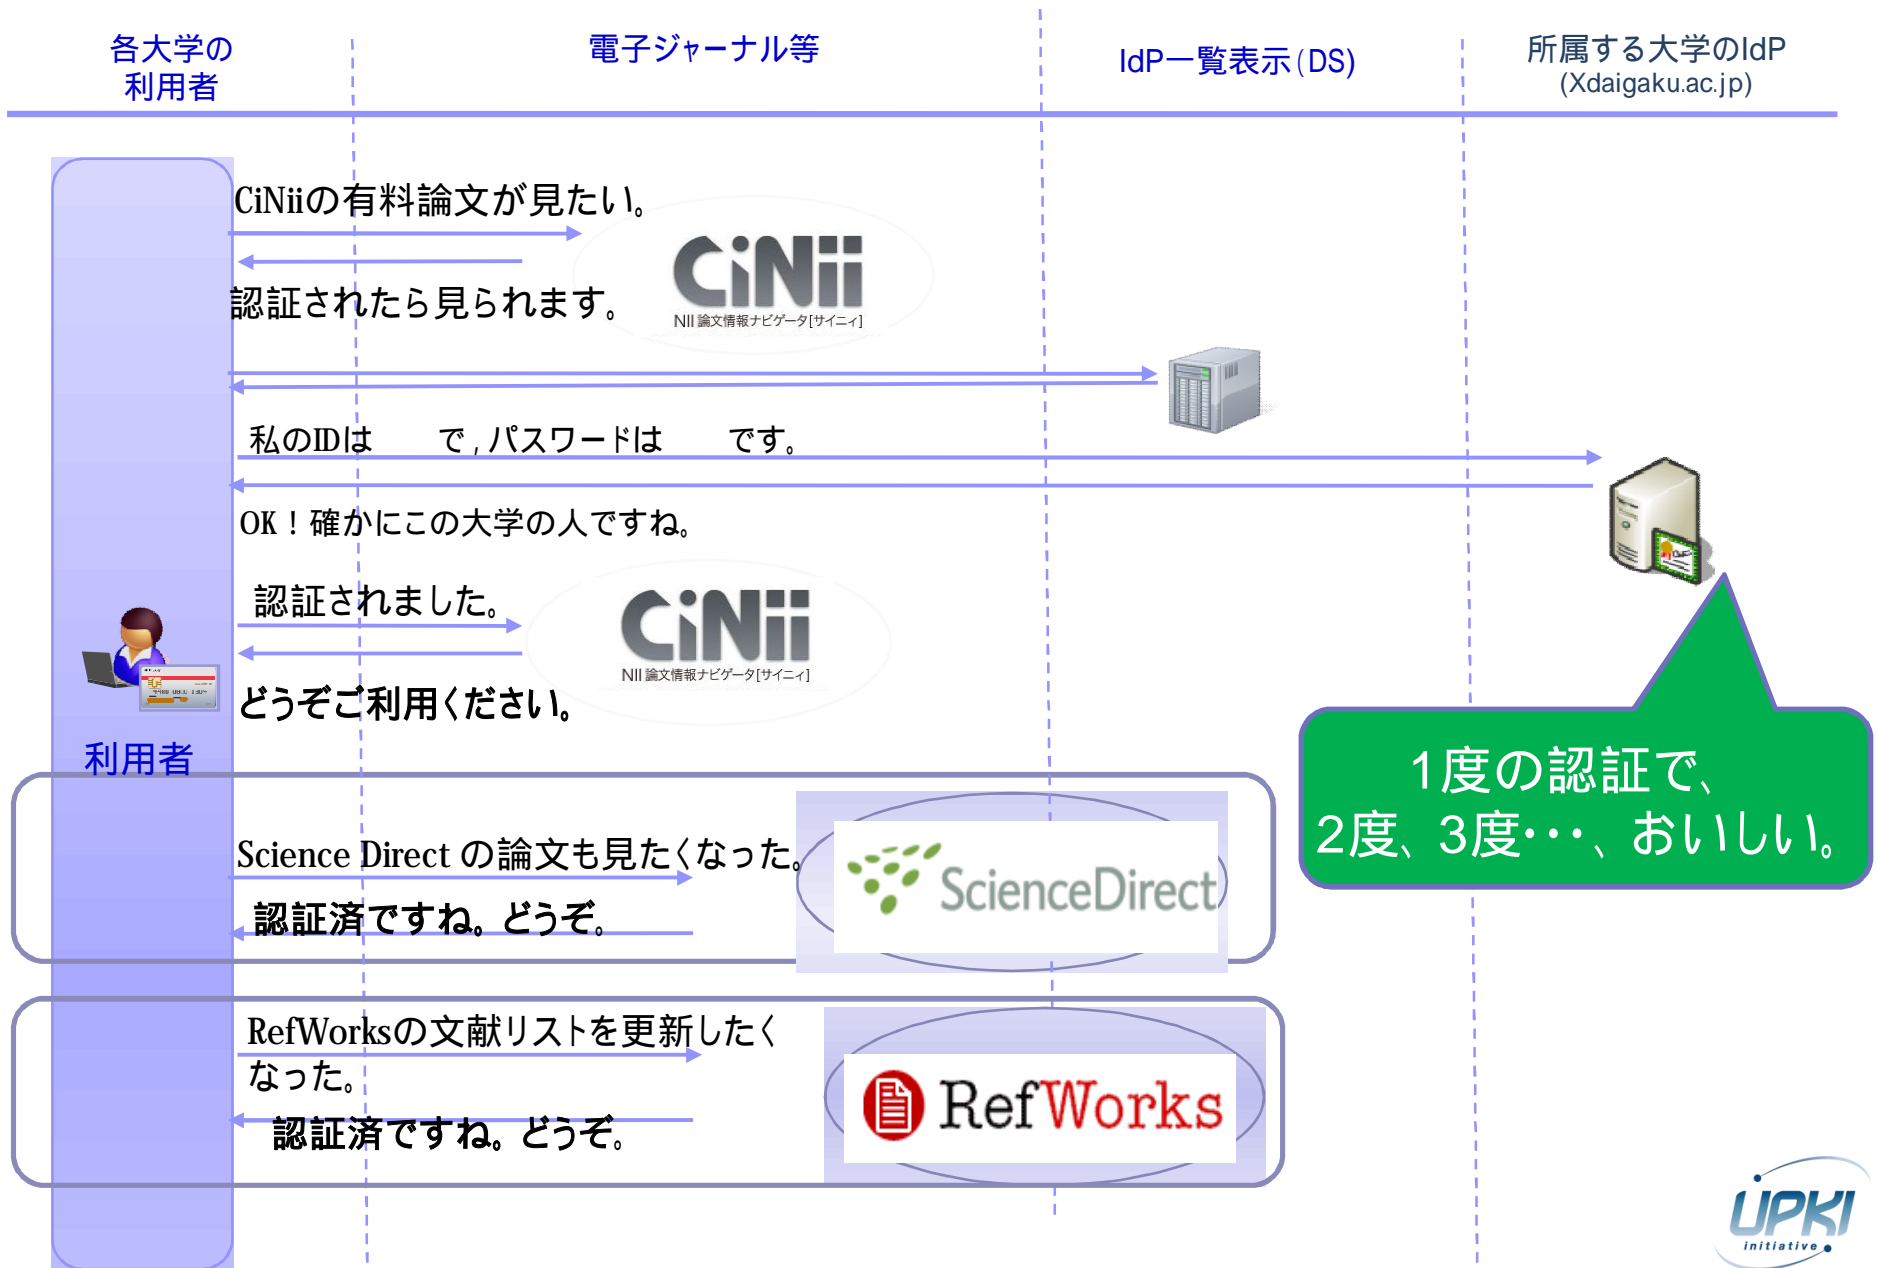 各大学の
利用者
電子ジャーナル等
IdP一覧表示(DS)
所属する大学のIdP
(Xdaigaku.ac.jp)
CiNiiの有料論文が見たい。
CiNii
NII 論文情報ナビゲータ[サイニィ]
認証されたら見られます。
私のIDは　　で，パスワードは　　です。
OK！確かにこの大学の人ですね。
認証されました。
CiNii
NII 論文情報ナビゲータ[サイニィ]
どうぞご利用ください。
利用者
1度の認証で、
2度、3度・・・、おいしい。
Science Direct の論文も見たくなった。
ScienceDirect
認証済ですね。どうぞ。
RefWorksの文献リストを更新したく
なった。
RefWorks
認証済ですね。どうぞ。
UPKI
initiative